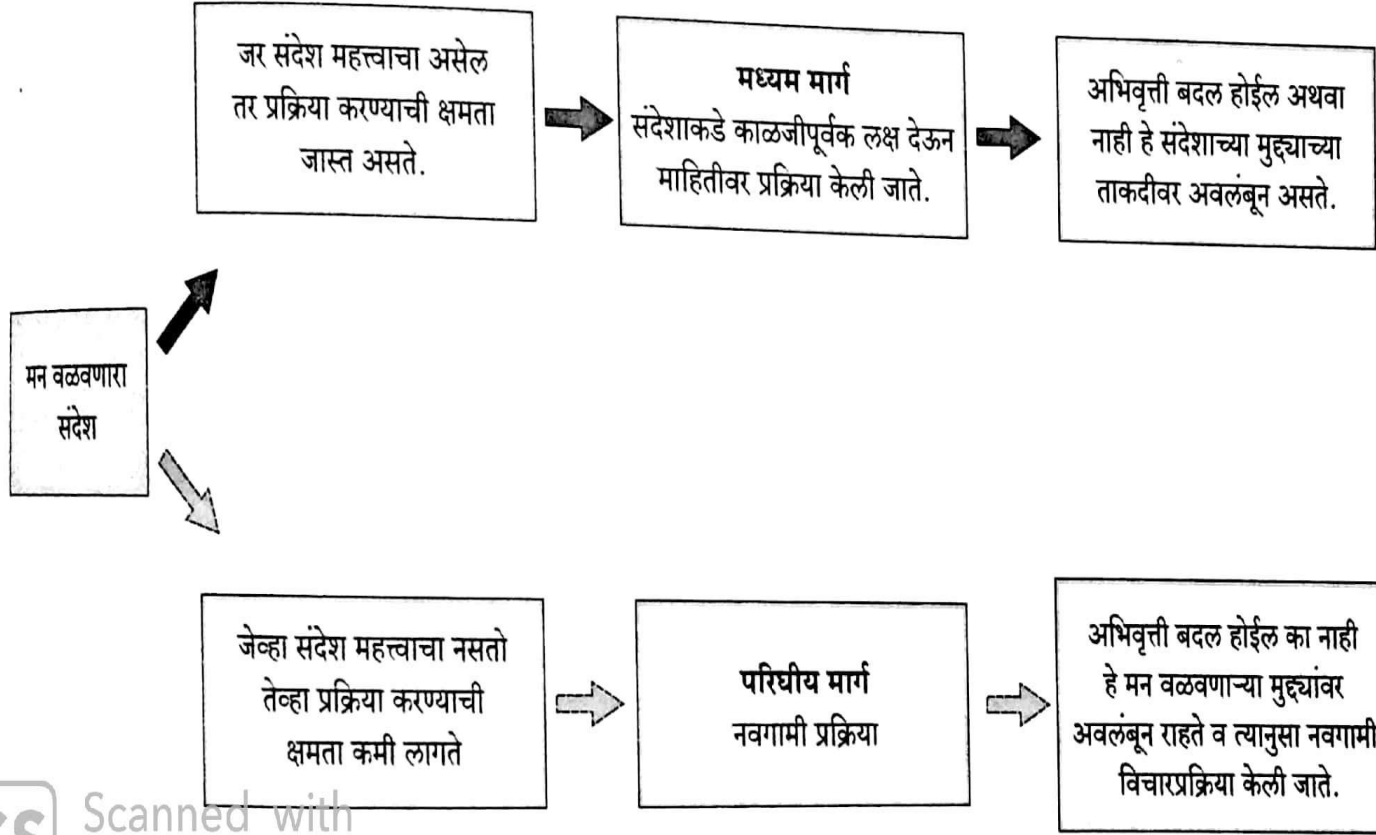 जर संदेश महत्त्वाचा असेल
तर प्रक्रिया करण्याची क्षमता
जास्त असते.
मध्यम मार्ग
संदेशाकडे काळजीपूर्वक लक्ष देऊन
माहितीवर प्रक्रिया केली जाते.
अभिवृत्ती बदल होईल अथवा
नाही हे संदेशाच्या मुद्द्याच्या
ताकदीवर अवलंबून असते.
मन वळवणारा
संदेश
जेव्हा संदेश महत्त्वाचा नसतो
तेव्हा प्रक्रिया करण्याची
क्षमता कमी लागते
परिघीय मार्ग
नवगामी प्रक्रिया
अभिवृत्ती बदल होईल का नाही
हे मन वळवणाऱ्या मुद्द्यांवर
अवलंबून राहते व त्यानुसा नवगामी
विचारप्रक्रिया केली जाते.
CS Scanned with